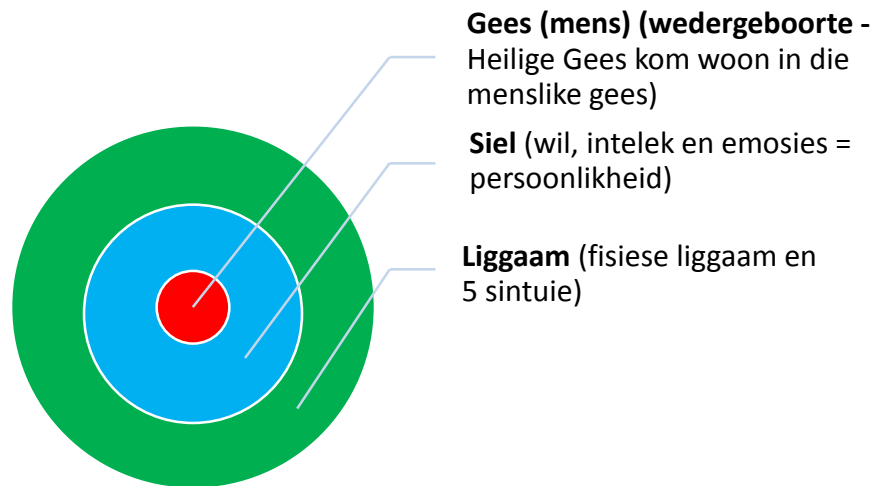 Gees (mens) (wedergeboorte -
Heilige Gees kom woon in die
menslike gees)
Siel (wil, intelek en emosies =
persoonlikheid)
Liggaam (fisiese liggaam en
5 sintuie)